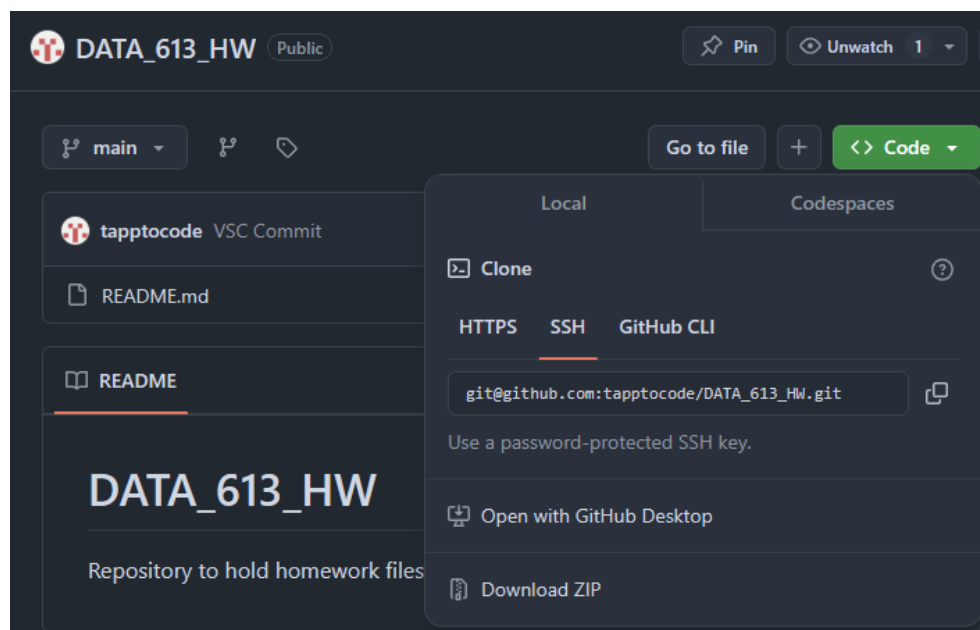 DATA_613_HW Public
Pin
Unwatch 1
main
Go to file
Code
Local
Codespaces
tapptocode VSC Commit
Clone
README.md
HTTPS SSH GitHub CLI
README
git@github.com:tapptocode/DATA_613_HW.git
Use a password-protected SSH key.
DATA_613_HW
Open with GitHub Desktop
Repository to hold homework files
Download ZIP